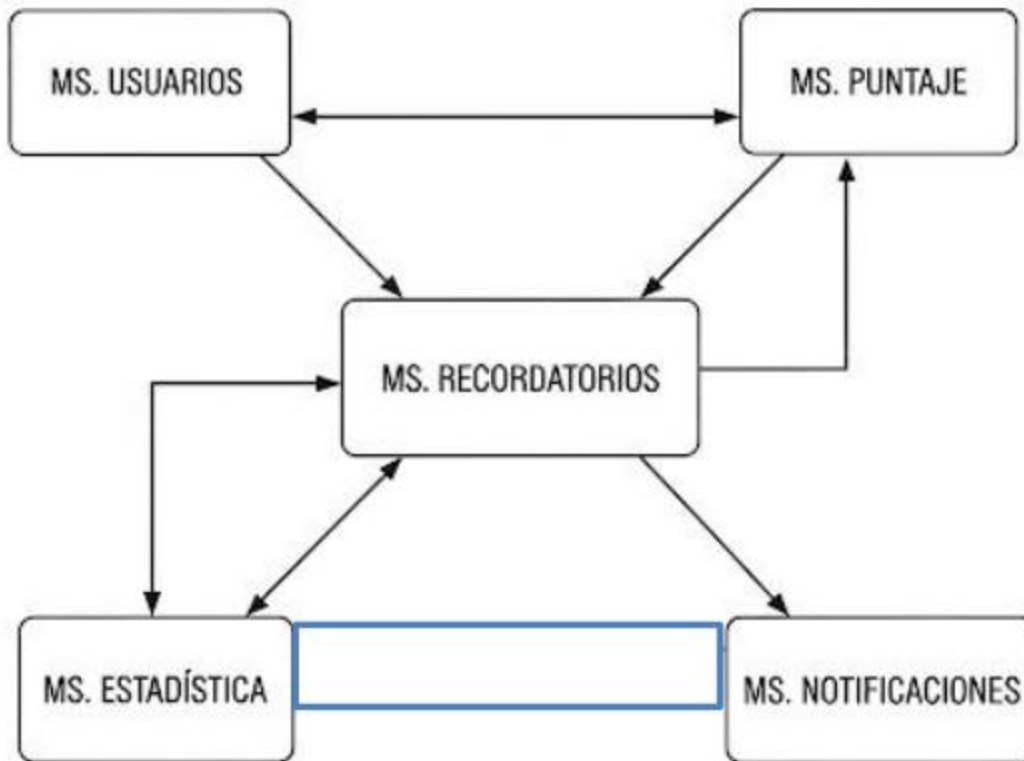 MS. USUARIOS
MS. PUNTAJE
MS. RECORDATORIOS
MS. ESTADÍSTICA
MS. NOTIFICACIONES